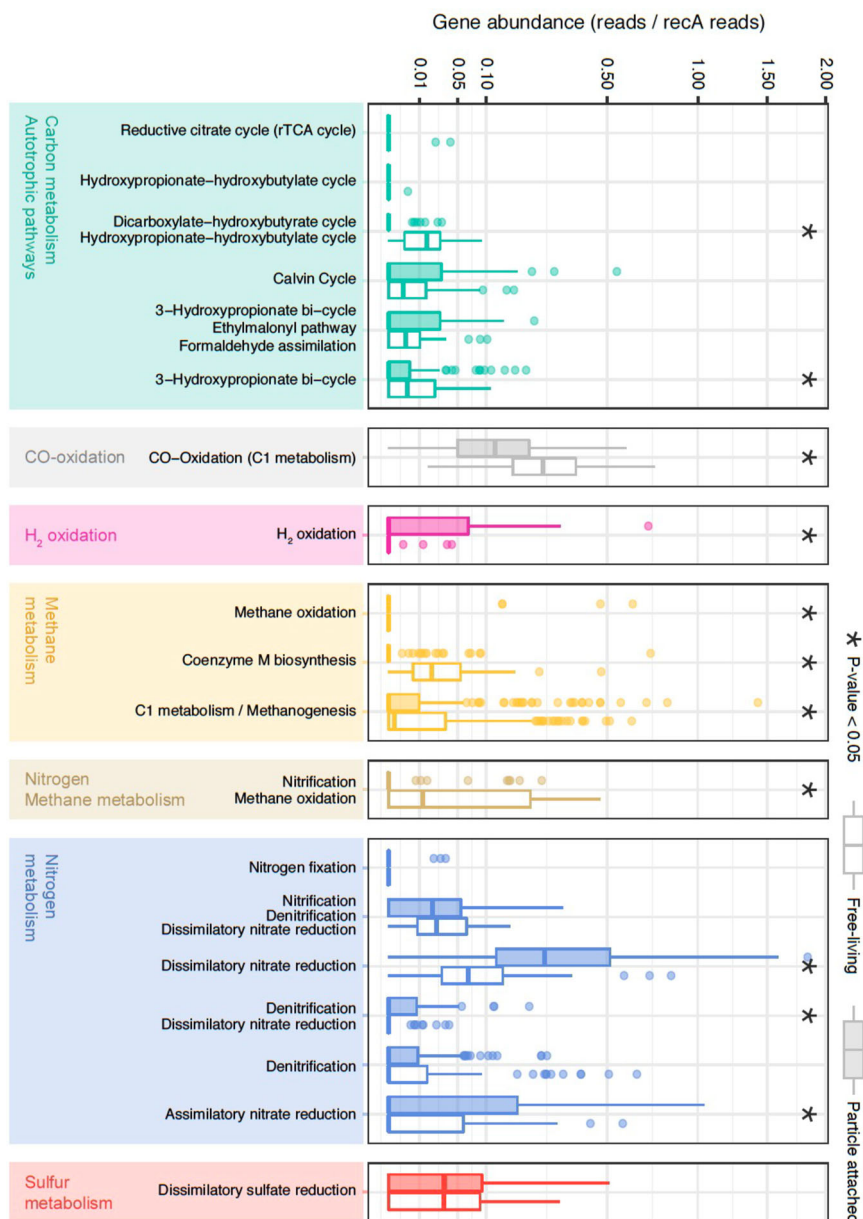 Gene abundance (reads / recA reads)
0.01
0.05
0.10
0.50
1.00
1.50
2.00
Carbon metabolism
Autotrophic pathways
Reductive citrate cycle (rTCA cycle)
Hydroxypropionate–hydroxybutylate cycle
Dicarboxylate–hydroxybutyrate cycle
Hydroxypropionate–hydroxybutylate cycle
Calvin Cycle
3–Hydroxypropionate bi–cycle
Ethylmalonyl pathway
Formaldehyde assimilation
3–Hydroxypropionate bi–cycle
*
*
CO-oxidation
CO–Oxidation (C1 metabolism)
*
H2 oxidation
H2 oxidation
*
Methane
metabolism
Methane oxidation
Coenzyme M biosynthesis
C1 metabolism / Methanogenesis
*
*
*
Nitrogen
Methane metabolism
Nitrification
Methane oxidation
*
Nitrogen
metabolism
Nitrogen fixation
Nitrification
Denitrification
Dissimilatory nitrate reduction
Dissimilatory nitrate reduction
Denitrification
Dissimilatory nitrate reduction
Denitrification
Assimilatory nitrate reduction
*
*
*
Sulfur
metabolism
Dissimilatory sulfate reduction
* P-value < 0.05
Free-living
Particle attached